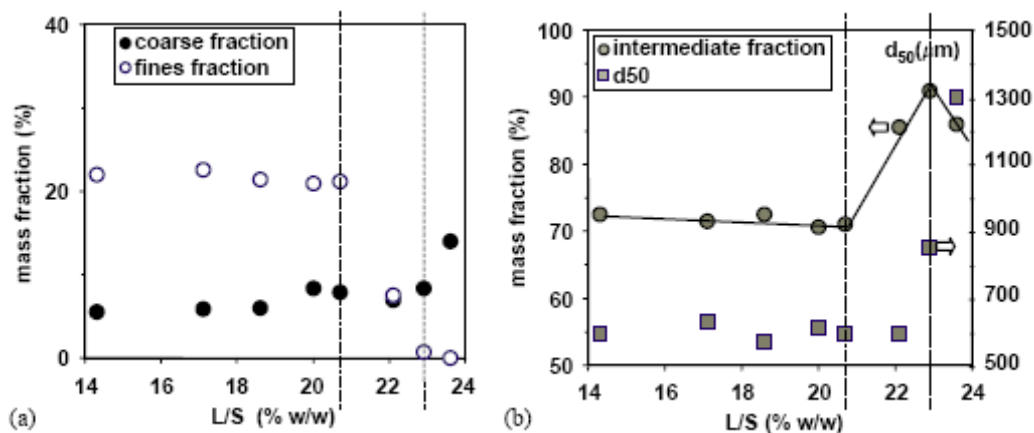 40
20
0
mass fraction (%)
coarse fraction
fines fraction
14 16 18 20 22 24
L/S (% w/w)
(a)
100
90
80
70
60
50
mass fraction (%)
intermediate fraction
d50
d50(μm)
1500
1300
1100
900
700
500
14 16 18 20 22 24
L/S (% w/w)
(b)